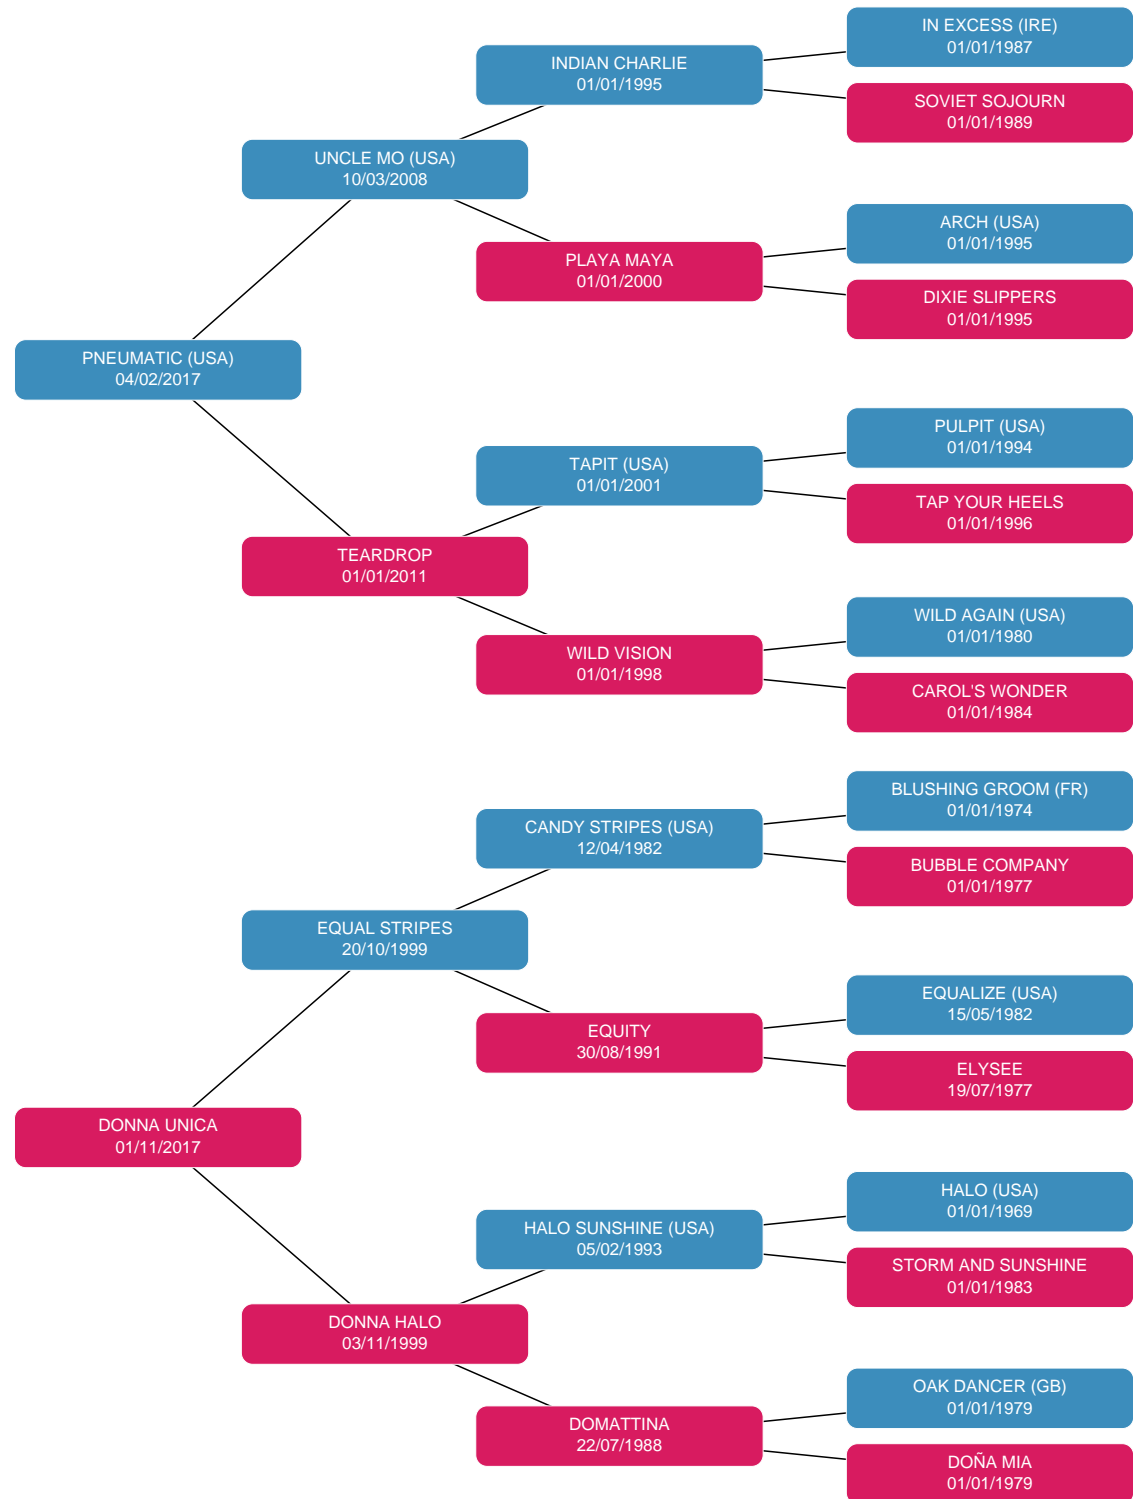 IN EXCESS (IRE)
01/01/1987
INDIAN CHARLIE
01/01/1995
SOVIET SOJOURN
01/01/1989
UNCLE MO (USA)
10/03/2008
ARCH (USA)
01/01/1995
PLAYA MAYA
01/01/2000
DIXIE SLIPPERS
01/01/1995
PNEUMATIC (USA)
04/02/2017
PULPIT (USA)
01/01/1994
TAPIT (USA)
01/01/2001
TAP YOUR HEELS
01/01/1996
TEARDROP
01/01/2011
WILD AGAIN (USA)
01/01/1980
WILD VISION
01/01/1998
CAROL'S WONDER
01/01/1984
BLUSHING GROOM (FR)
01/01/1974
CANDY STRIPES (USA)
12/04/1982
BUBBLE COMPANY
01/01/1977
EQUAL STRIPES
20/10/1999
EQUALIZE (USA)
15/05/1982
EQUITY
30/08/1991
ELYSEE
19/07/1977
DONNA UNICA
01/11/2017
HALO (USA)
01/01/1969
HALO SUNSHINE (USA)
05/02/1993
STORM AND SUNSHINE
01/01/1983
DONNA HALO
03/11/1999
OAK DANCER (GB)
01/01/1979
DOMATTINA
22/07/1988
DOÑA MIA
01/01/1979